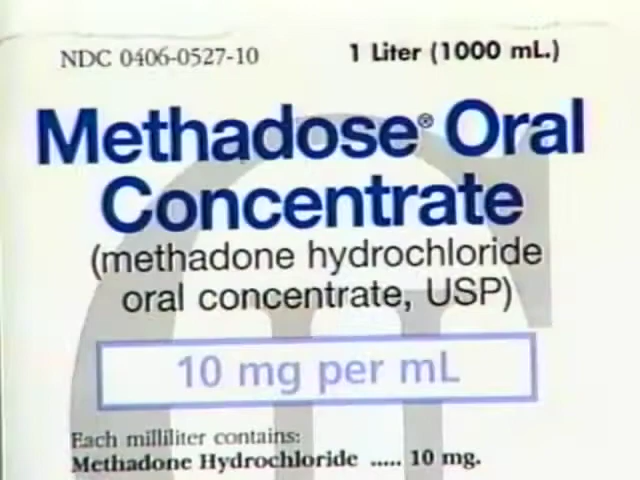 NDC 0406-0527-10
1 Liter (1000 mL.)
Methadose® Oral
Concentrate
(methadone hydrochloride
oral concentrate, USP)
10 mg per mL
Each milliliter contains:
Methadone Hydrochloride ..... 10 mg.